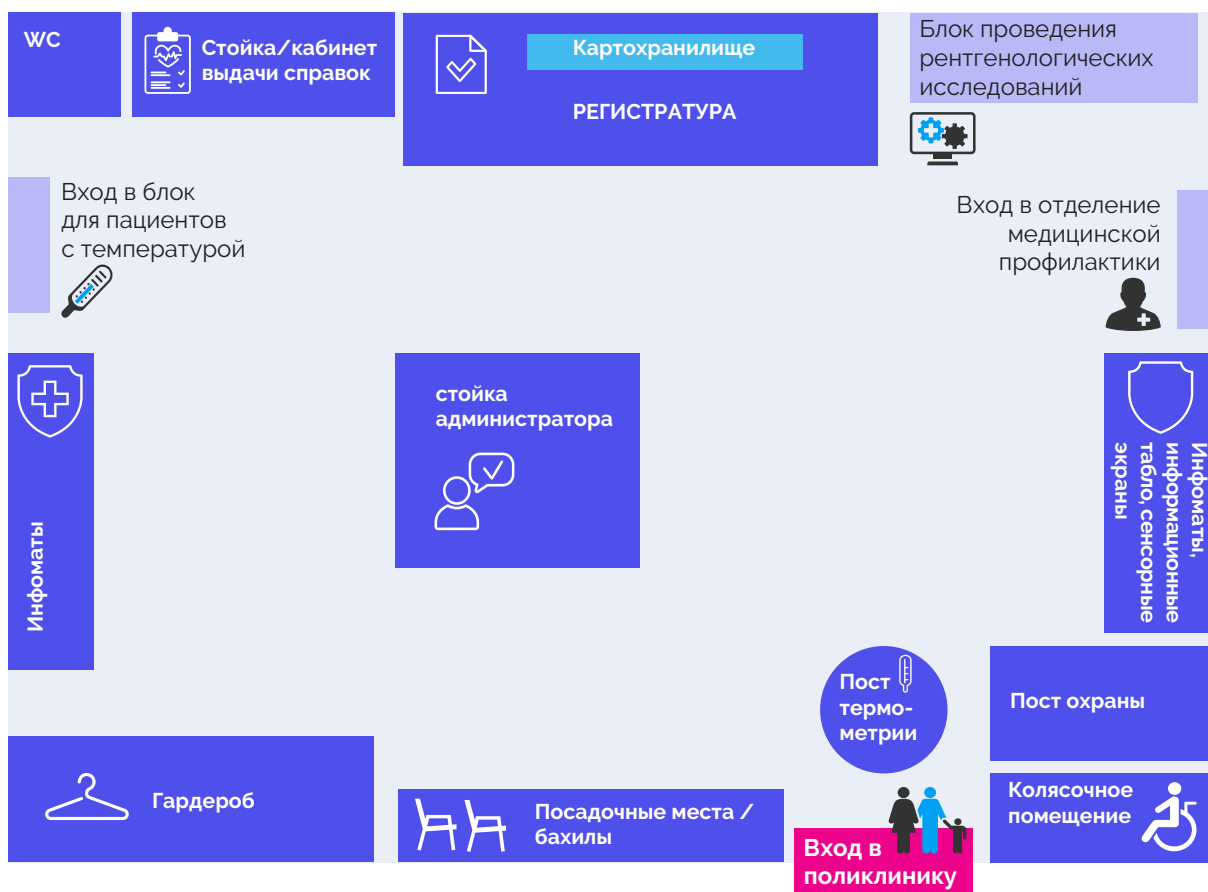 WC
Стойка/кабинет
выдачи справок
Картохранилище
РЕГИСТРАТУРА
Блок проведения
рентгенологических
исследований
Вход в блок
для пациентов
с температурой
Вход в отделение
медицинской
профилактики
Инфоматы
стойка
администратора
Инфоматы,
информационные
табло, сенсорные
экраны
Пост
термо-
метрии
Пост охраны
Гардероб
Посадочные места /
бахилы
Вход в
поликлинику
Колясочное
помещение